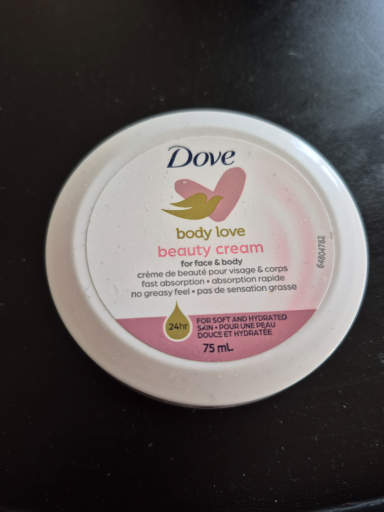 Dove
body love
beauty cream
for face & body
crème de beauté pour visage & corps
fast absorption • absorption rapide
no greasy feel • pas de sensation grasse
24hr
FOR SOFT AND HYDRATED
SKIN • POUR UNE PEAU
DOUCE ET HYDRATÉE
75 mL
64804762